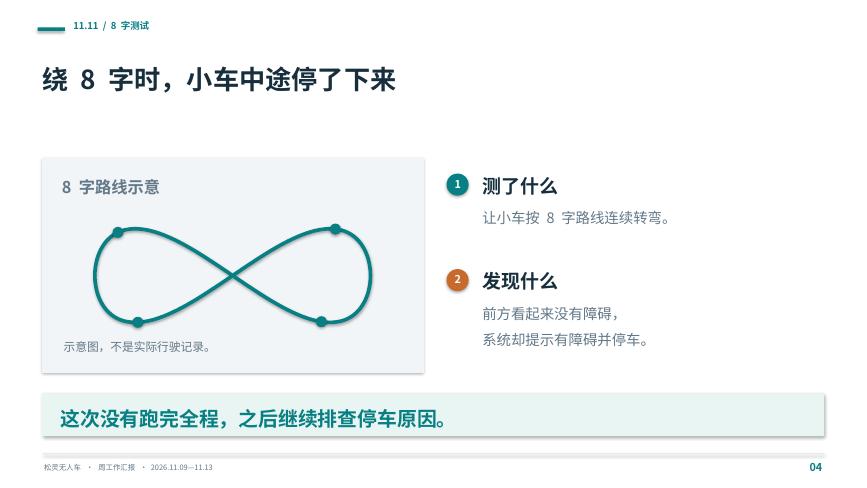 11.11 / 8 字测试
绕 8 字时，小车中途停了下来
8 字路线示意
示意图，不是实际行驶记录。
1 测了什么
让小车按 8 字路线连续转弯。
2 发现什么
前方看起来没有障碍，
系统却提示有障碍并停车。
这次没有跑完全程，之后继续排查停车原因。
松灵无人车 · 周工作汇报 · 2026.11.09—11.13
04